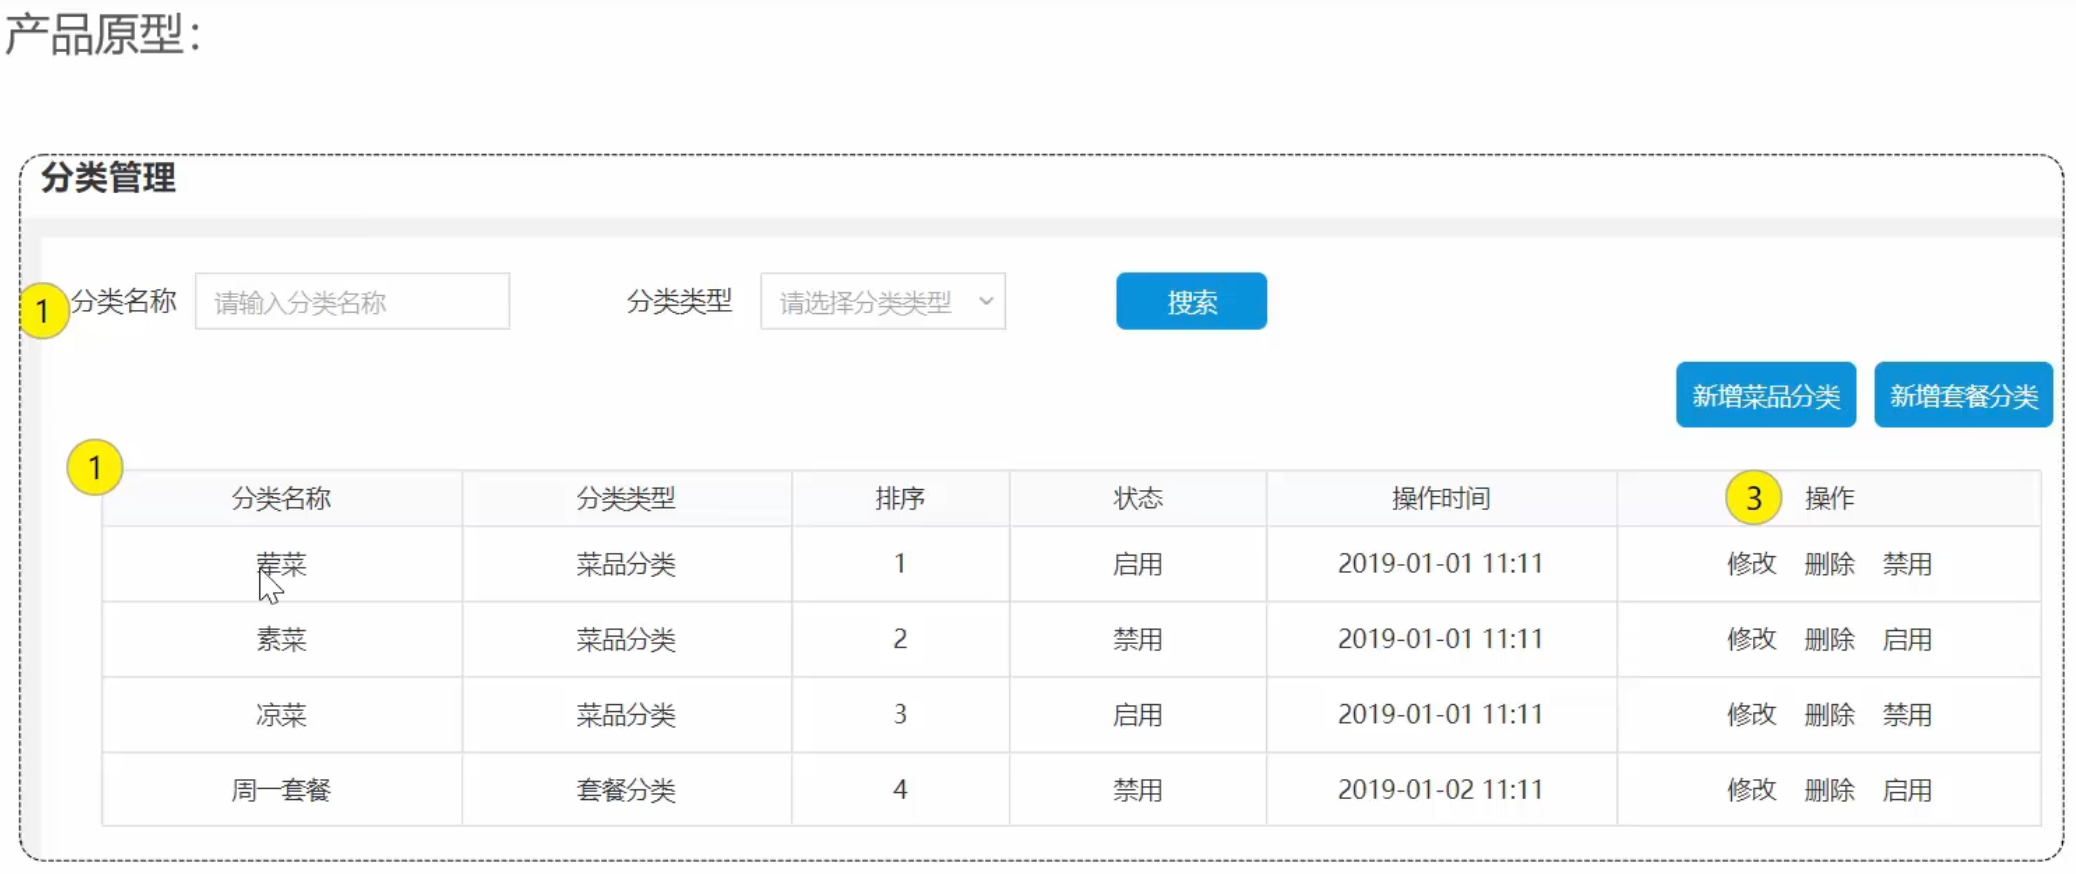 产品原型:
分类管理
1 分类名称 请输入分类名称 分类类型 请选择分类类型 搜索
新增菜品分类 新增套餐分类
1
分类名称 分类类型 排序 状态 操作时间 3 操作
荤菜 菜品分类 1 启用 2019-01-01 11:11 修改 删除 禁用
素菜 菜品分类 2 禁用 2019-01-01 11:11 修改 删除 启用
凉菜 菜品分类 3 启用 2019-01-01 11:11 修改 删除 禁用
周一套餐 套餐分类 4 禁用 2019-01-02 11:11 修改 删除 启用